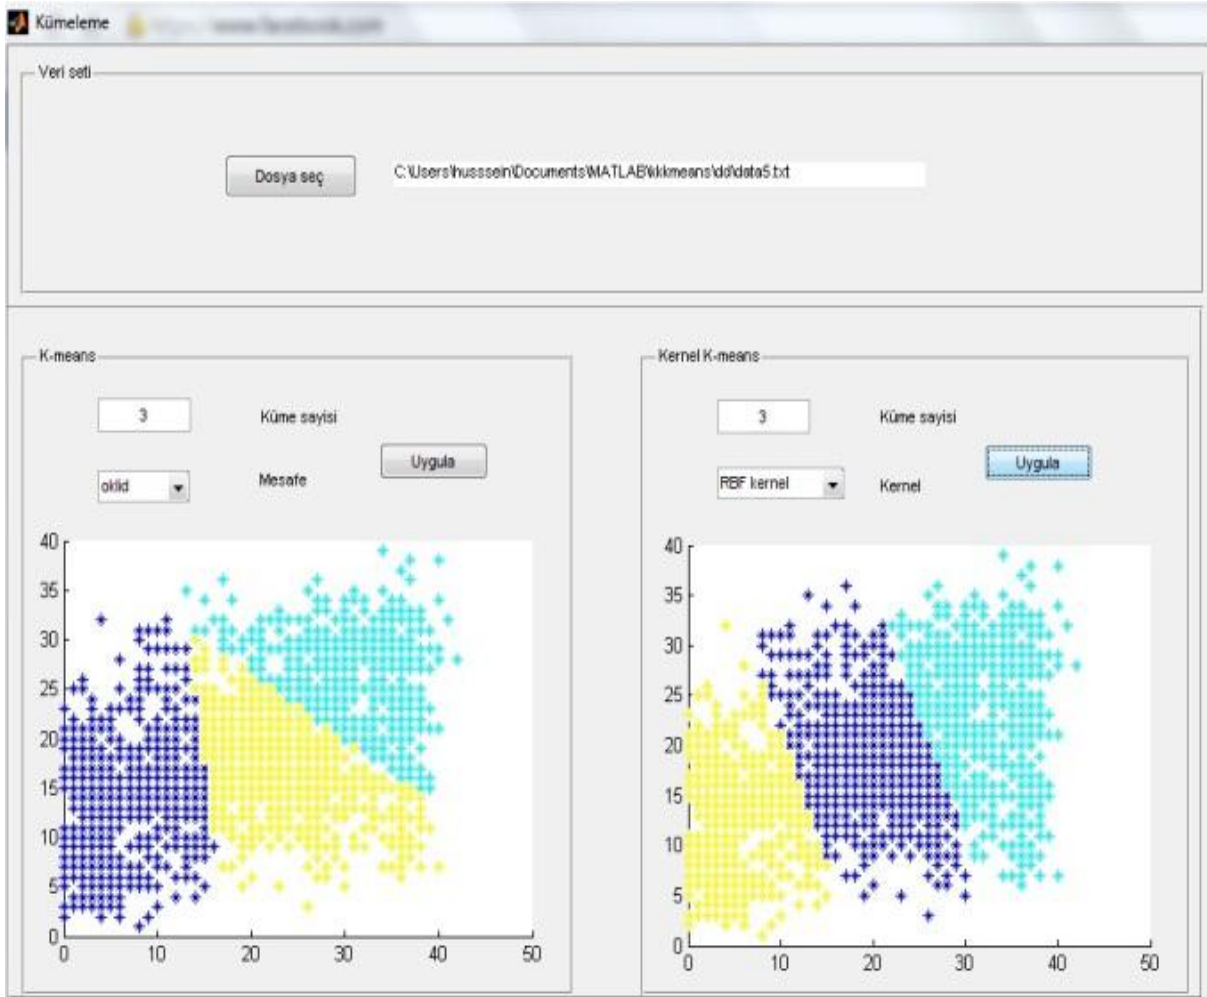 Kümeleme
Veri seti
Dosya seç
C:\Users\husssein\Documents\MATLAB\kkkmeans\dd\data5.txt
K-means
3
Küme sayisi
oklid
Mesafe
Uygula
40
35
30
25
20
15
10
5
0
0 10 20 30 40 50
Kernel K-means
3
Küme sayisi
RBF kernel
Kernel
Uygula
40
35
30
25
20
15
10
5
0
0 10 20 30 40 50